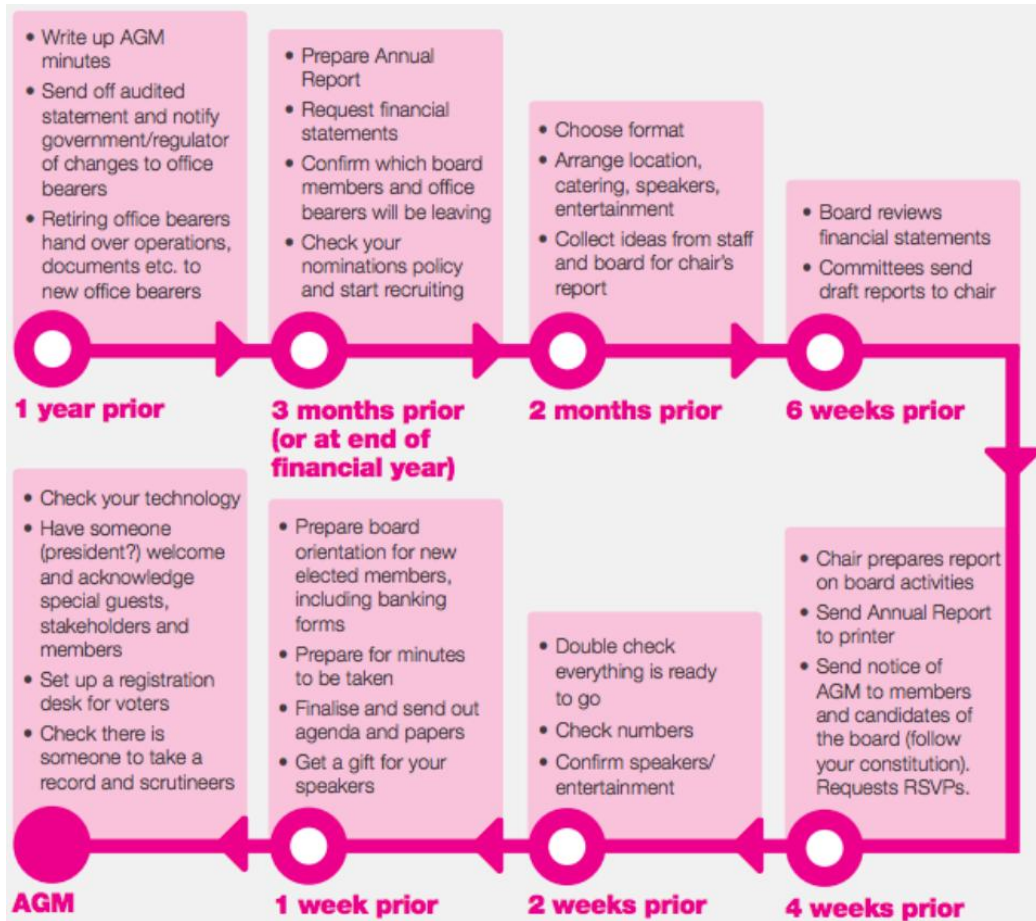 • Write up AGM
minutes
• Send off audited
statement and notify
government/regulator
of changes to office
bearers
• Retiring office bearers
hand over operations,
documents etc. to
new office bearers
1 year prior
• Prepare Annual
Report
• Request financial
statements
• Confirm which board
members and office
bearers will be leaving
• Check your
nominations policy
and start recruiting
3 months prior
(or at end of
financial year)
• Choose format
• Arrange location,
catering, speakers,
entertainment
• Collect ideas from staff
and board for chair's
report
2 months prior
• Board reviews
financial statements
• Committees send
draft reports to chair
6 weeks prior
• Chair prepares report
on board activities
• Send Annual Report
to printer
• Send notice of
AGM to members
and candidates of
the board (follow
your constitution).
Requests RSVPs.
4 weeks prior
• Double check
everything is ready
to go
• Check numbers
• Confirm speakers/
entertainment
2 weeks prior
• Prepare board
orientation for new
elected members,
including banking
forms
• Prepare for minutes
to be taken
• Finalise and send out
agenda and papers
• Get a gift for your
speakers
1 week prior
• Check your technology
• Have someone
(president?) welcome
and acknowledge
special guests,
stakeholders and
members
• Set up a registration
desk for voters
• Check there is
someone to take a
record and scrutineers
AGM